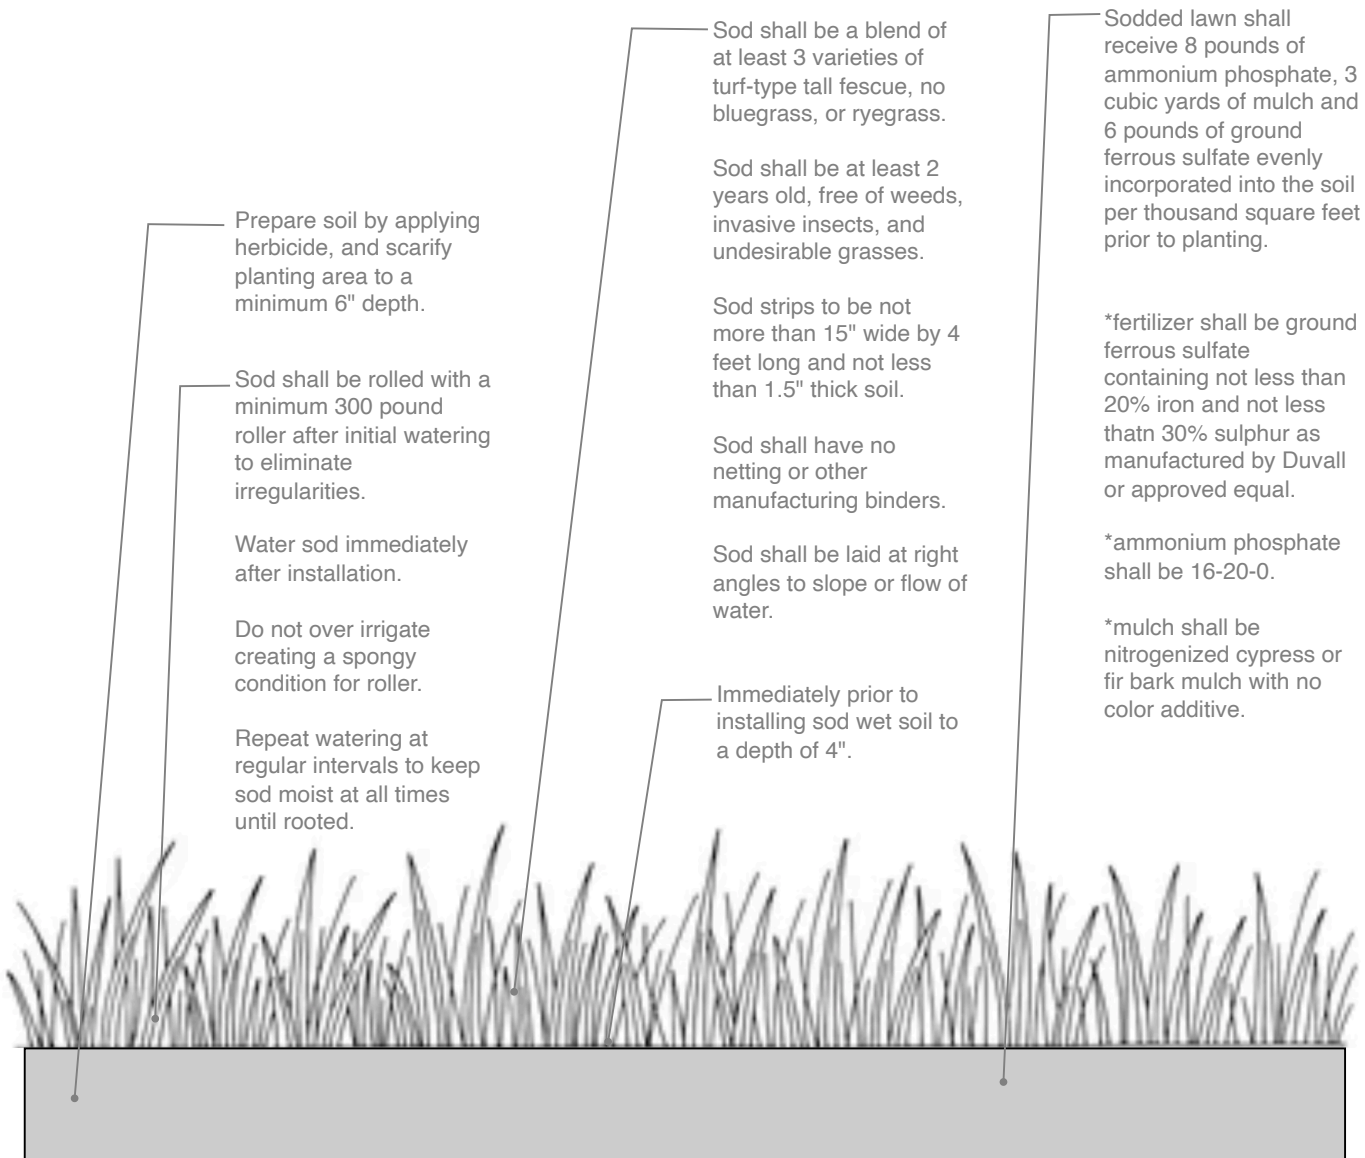 Prepare soil by applying
herbicide, and scarify
planting area to a
minimum 6" depth.
Sod shall be rolled with a
minimum 300 pound
roller after initial watering
to eliminate
irregularities.
Water sod immediately
after installation.
Do not over irrigate
creating a spongy
condition for roller.
Repeat watering at
regular intervals to keep
sod moist at all times
until rooted.
Sod shall be a blend of
at least 3 varieties of
turf-type tall fescue, no
bluegrass, or ryegrass.
Sod shall be at least 2
years old, free of weeds,
invasive insects, and
undesirable grasses.
Sod strips to be not
more than 15" wide by 4
feet long and not less
than 1.5" thick soil.
Sod shall have no
netting or other
manufacturing binders.
Sod shall be laid at right
angles to slope or flow of
water.
Immediately prior to
installing sod wet soil to
a depth of 4".
Sodded lawn shall
receive 8 pounds of
ammonium phosphate, 3
cubic yards of mulch and
6 pounds of ground
ferrous sulfate evenly
incorporated into the soil
per thousand square feet
prior to planting.
*fertilizer shall be ground
ferrous sulfate
containing not less than
20% iron and not less
thatn 30% sulphur as
manufactured by Duvall
or approved equal.
*ammonium phosphate
shall be 16-20-0.
*mulch shall be
nitrogenized cypress or
fir bark mulch with no
color additive.